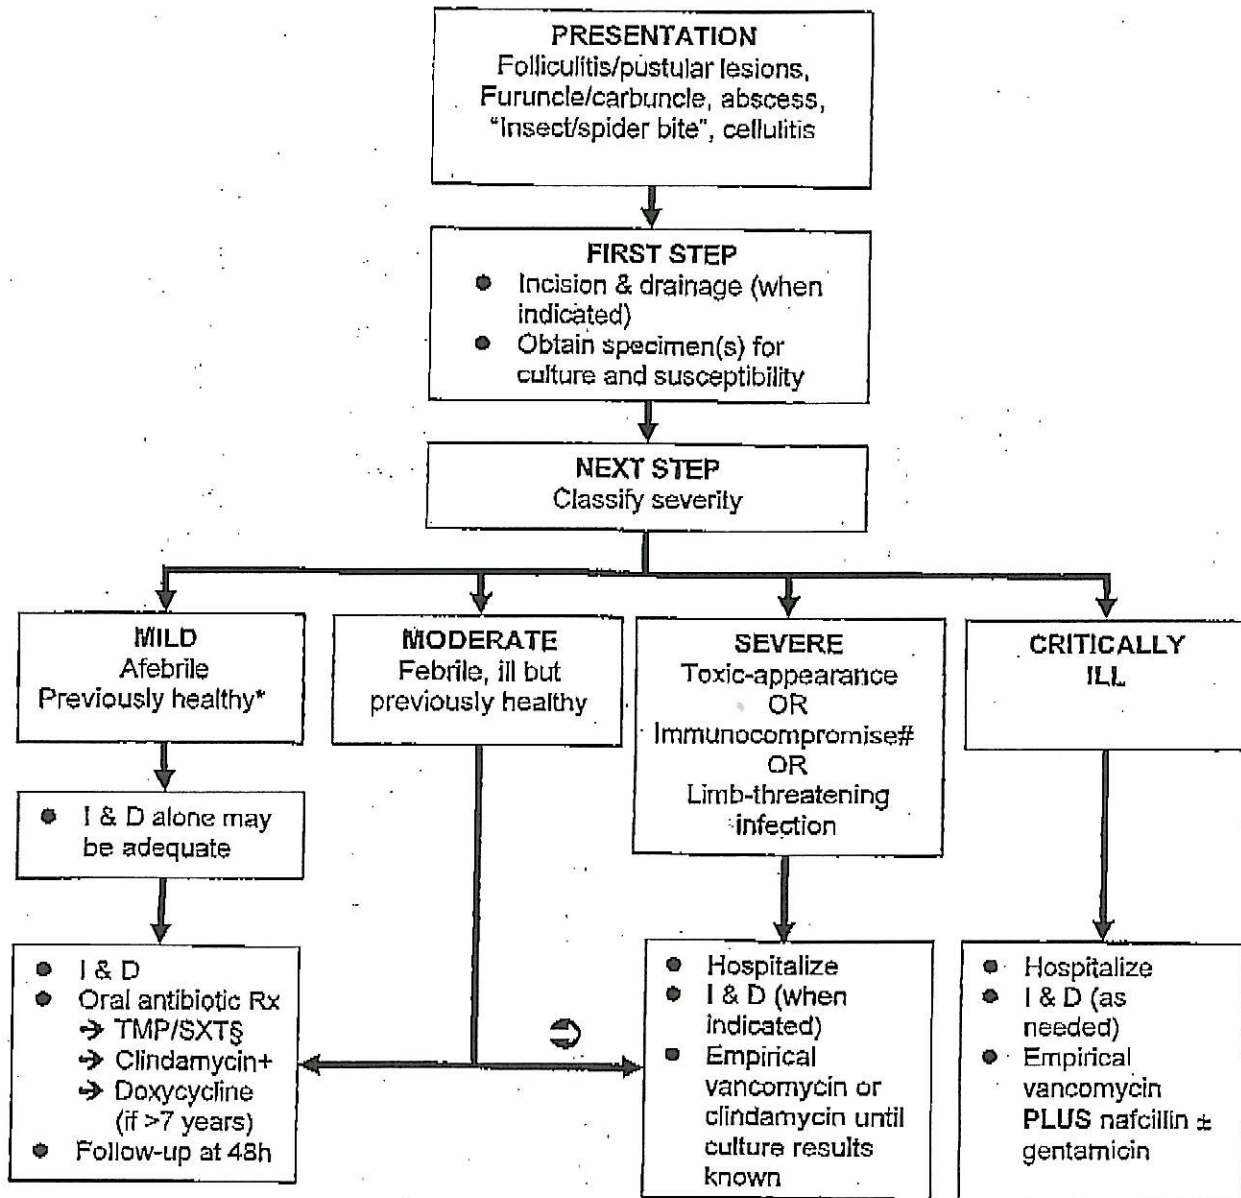 PRESENTATION
Folliculitis/pustular lesions,
Furuncle/carbuncle, abscess,
"Insect/spider bite", cellulitis
FIRST STEP
● Incision & drainage (when
indicated)
● Obtain specimen(s) for
culture and susceptibility
NEXT STEP
Classify severity
MILD
Afebrile
Previously healthy*
MODERATE
Febrile, ill but
previously healthy
SEVERE
Toxic-appearance
OR
Immunocompromise#
OR
Limb-threatening
infection
CRITICALLY
ILL
● I & D alone may
be adequate
● I & D
● Oral antibiotic Rx
→ TMP/SXT§
→ Clindamycin+
→ Doxycycline
(if >7 years)
● Follow-up at 48h
● Hospitalize
● I & D (when
indicated)
● Empirical
vancomycin or
clindamycin until
culture results
known
● Hospitalize
● I & D (as
needed)
● Empirical
vancomycin
PLUS nafcillin ±
gentamicin